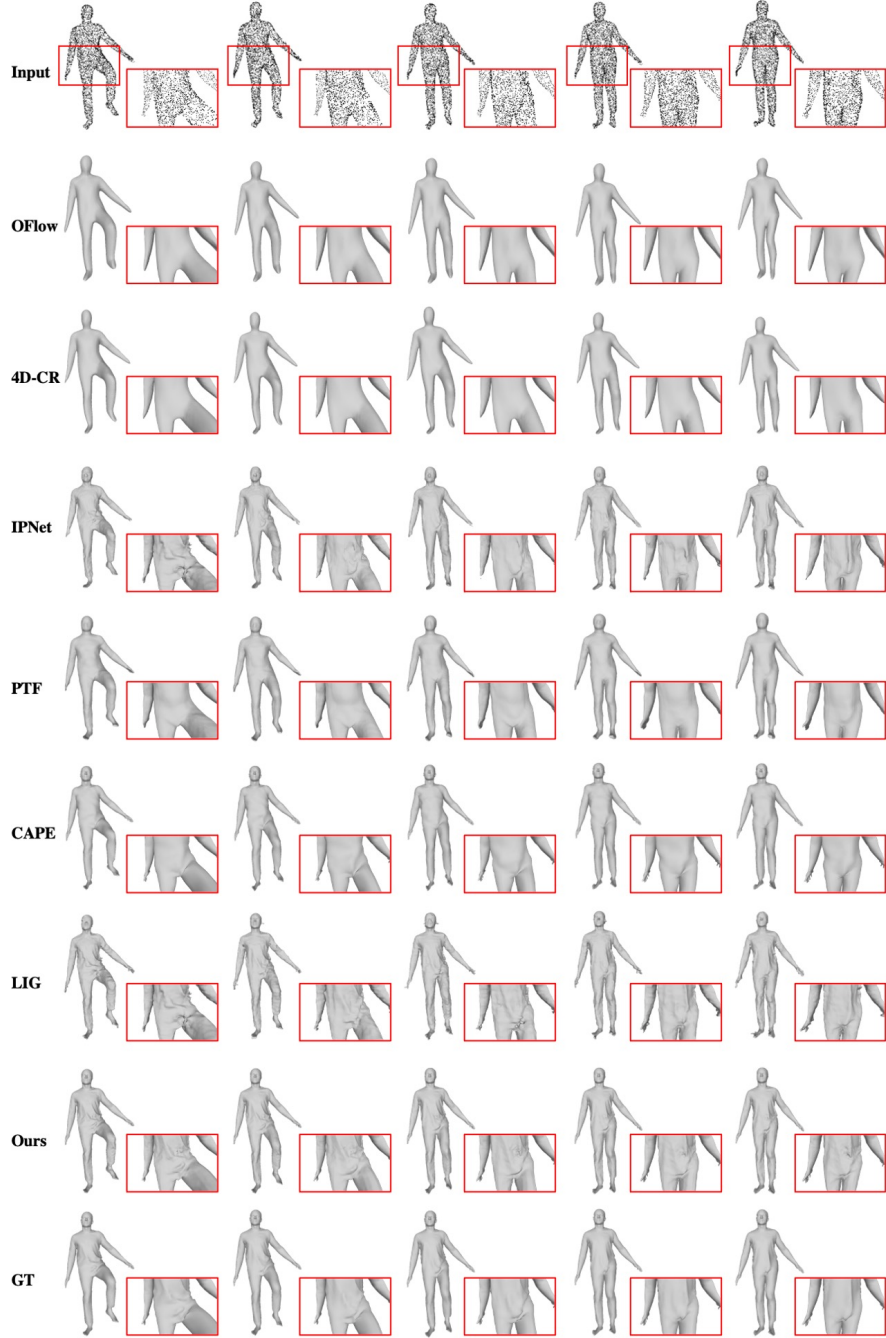 Input
OFlow
4D-CR
IPNet
PTF
CAPE
LIG
Ours
GT